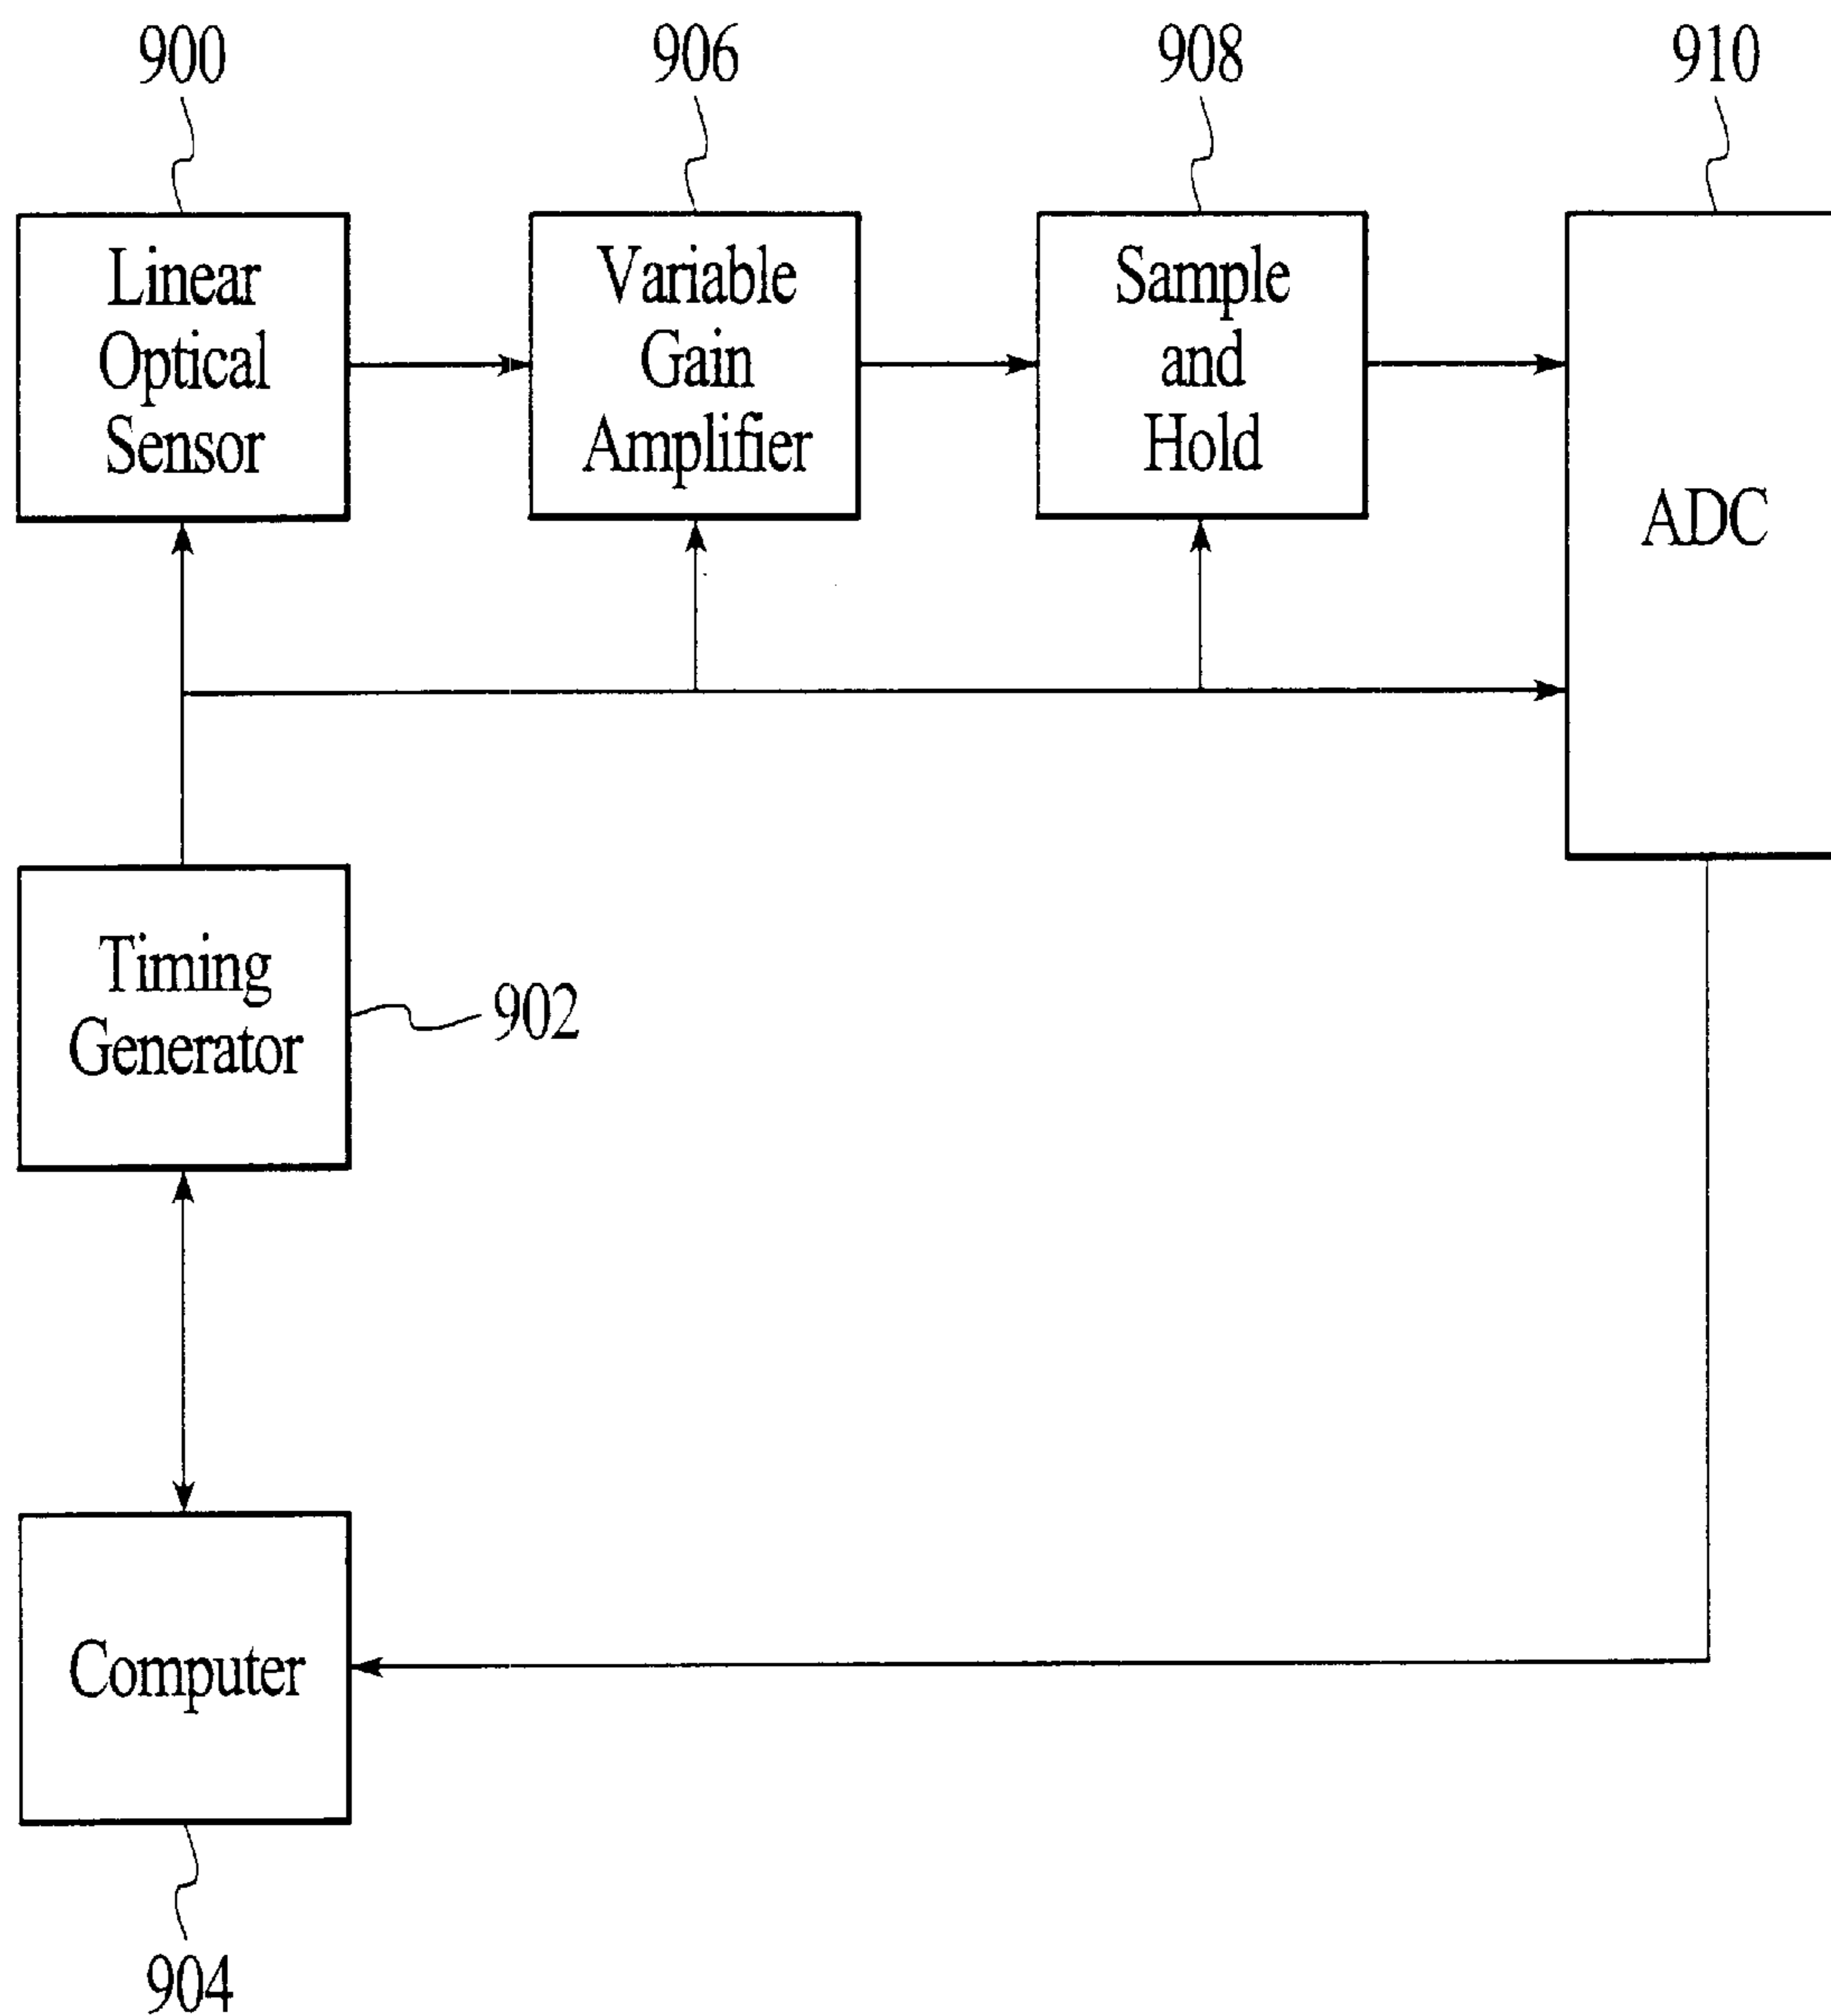 900
906
908
910
Linear
Optical
Sensor
Variable
Gain
Amplifier
Sample
and
Hold
ADC
Timing
Generator
902
Computer
904